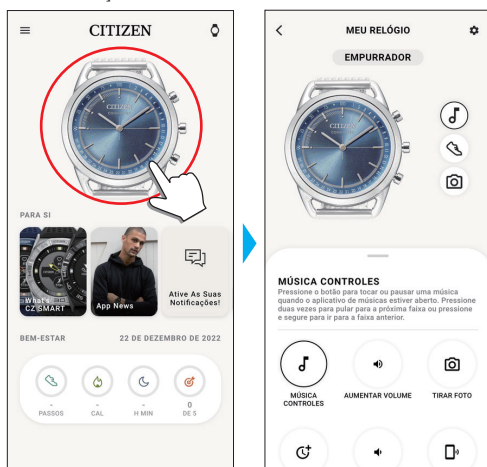 CITIZEN
CITIZEN
PARA SI
What's
CZ SMART
App News
Ative As Suas
Notificações!
BEM-ESTAR
22 DE DEZEMBRO DE 2022
-
PASSOS
-
CAL
-
H MIN
0
DE 5
MEU RELÓGIO
EMPURRADOR
CITIZEN
MÚSICA CONTROLES
Pressione o botão para tocar ou pausar uma música
quando o aplicativo de músicas estiver aberto. Pressione
duas vezes para pular para a próxima faixa ou pressione
e segure para ir para a faixa anterior.
MÚSICA
CONTROLES
AUMENTAR VOLUME
TIRAR FOTO